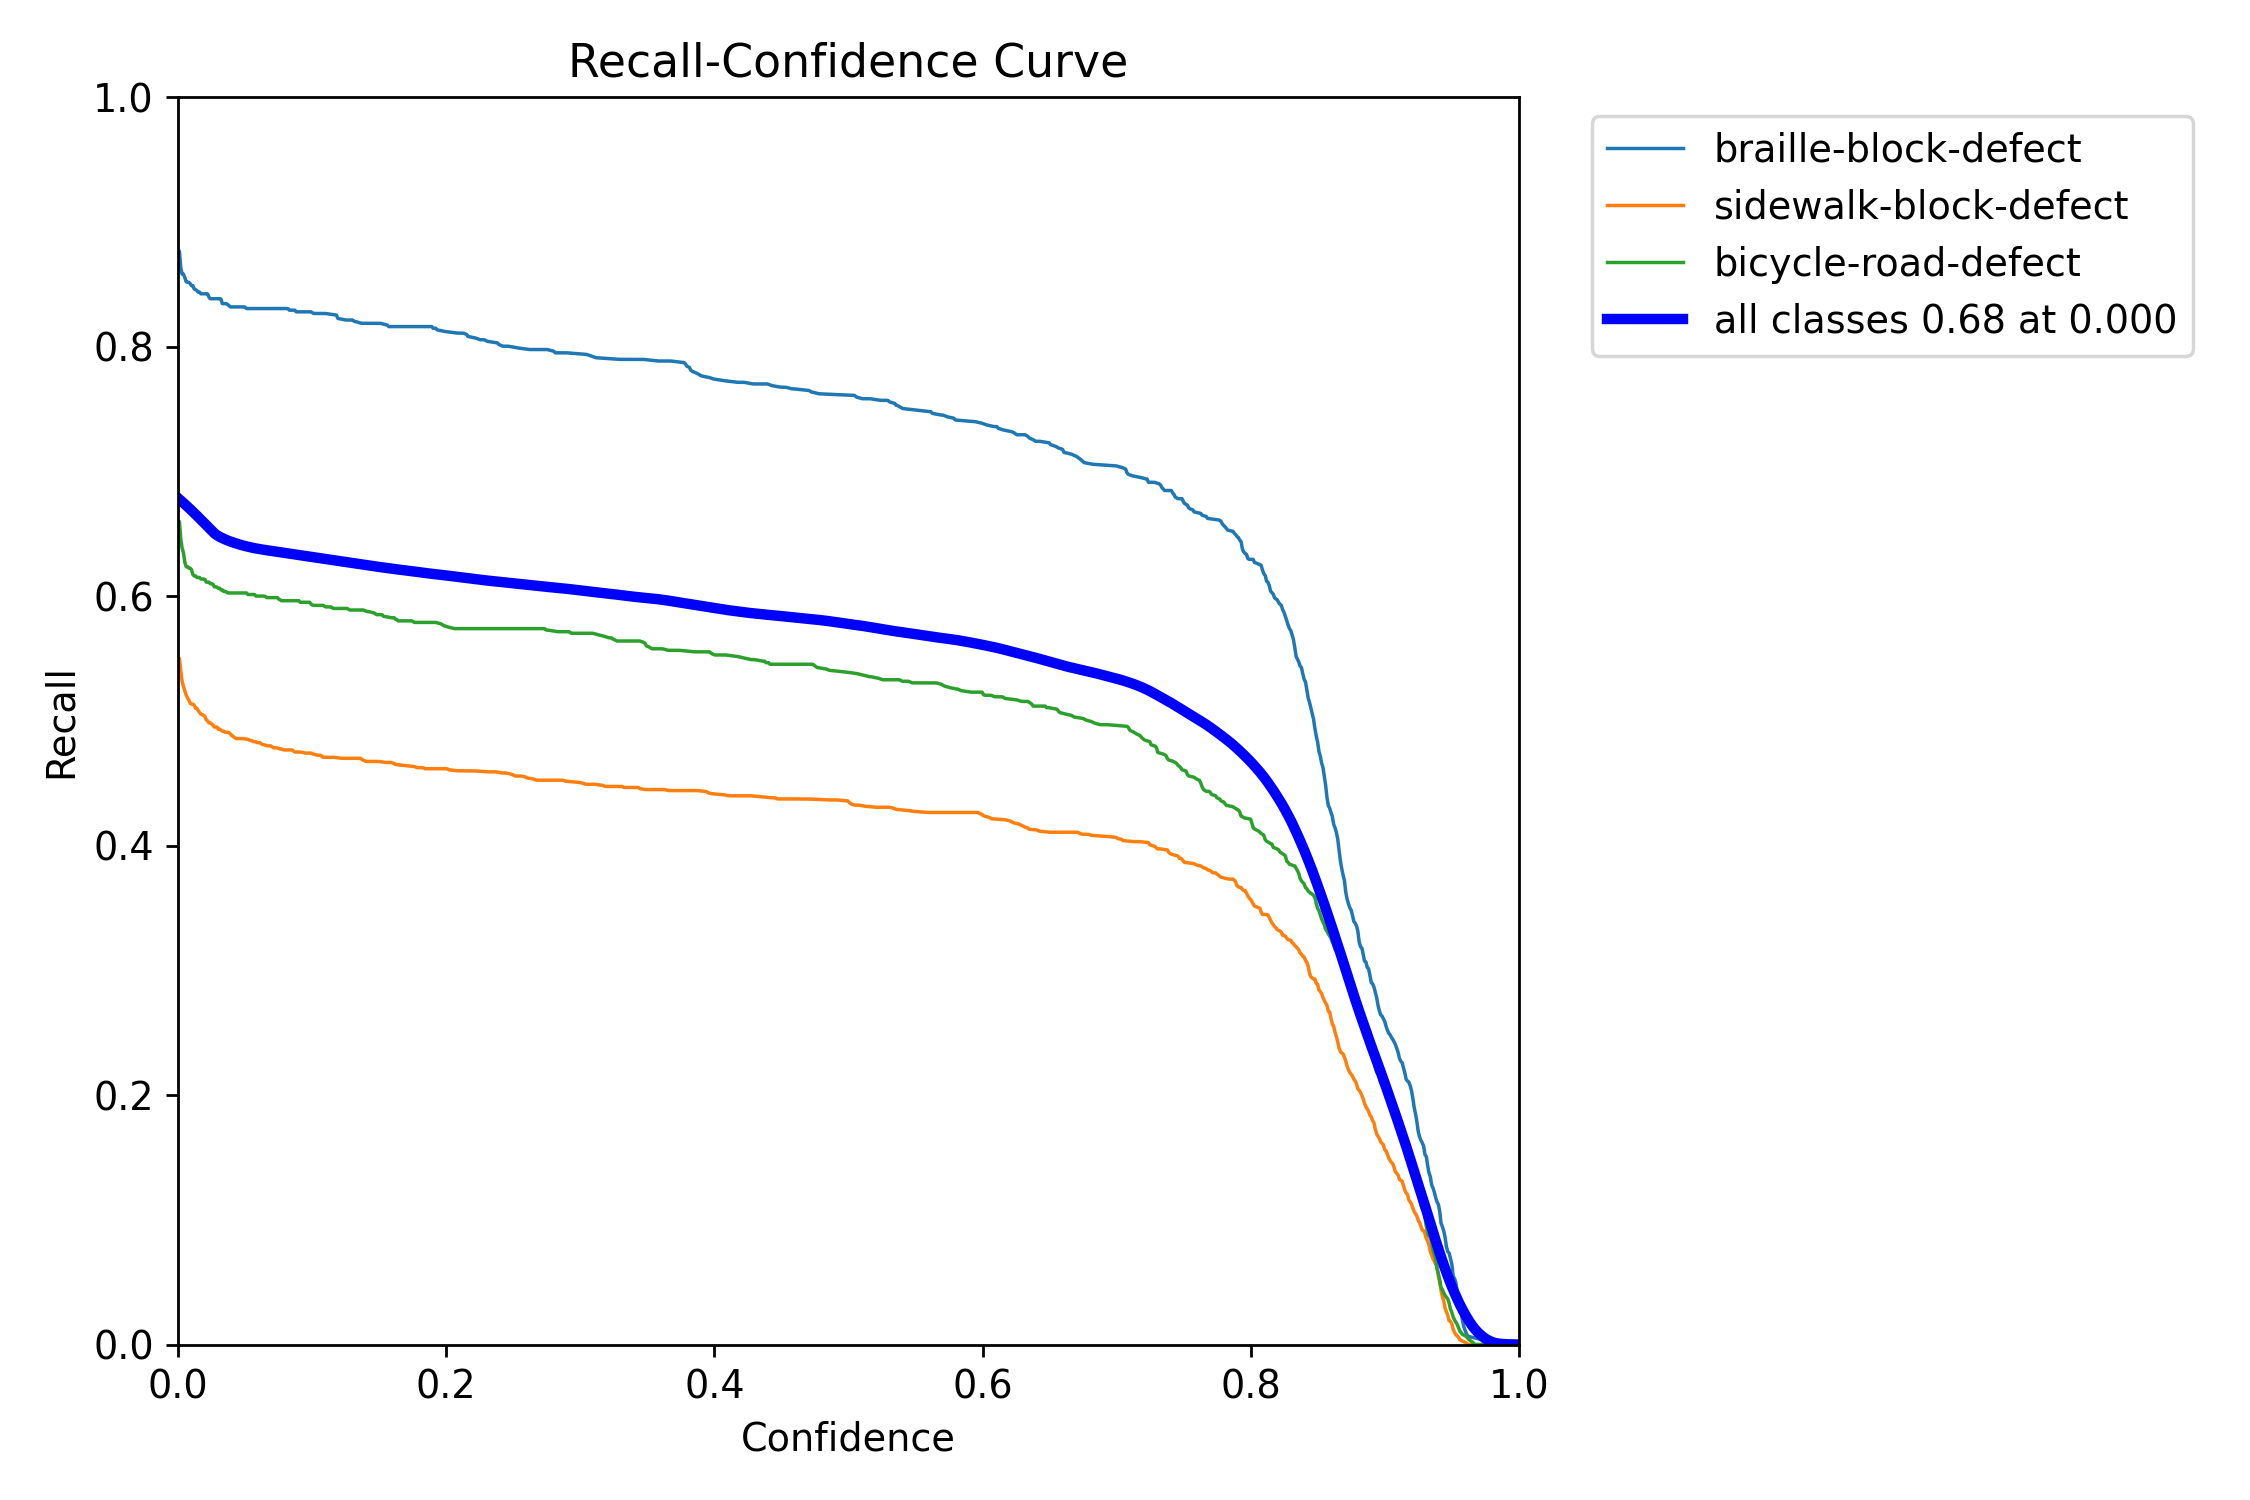 Recall-Confidence Curve
1.0
0.8
0.6
0.4
0.2
0.0
Recall
0.0 0.2 0.4 0.6 0.8 1.0
Confidence
braille-block-defect
sidewalk-block-defect
bicycle-road-defect
all classes 0.68 at 0.000